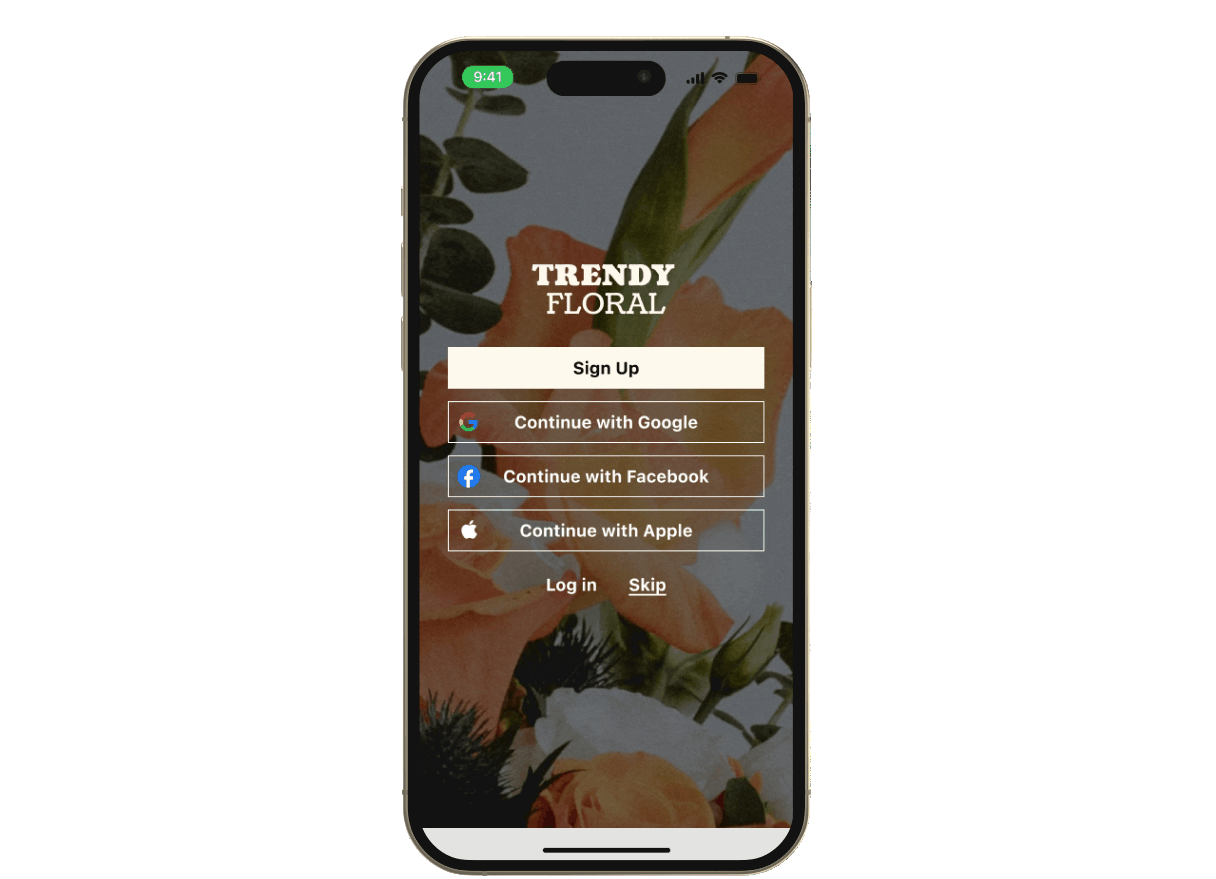 9:41
TRENDY
FLORAL
Sign Up
Continue with Google
Continue with Facebook
Continue with Apple
Log in Skip